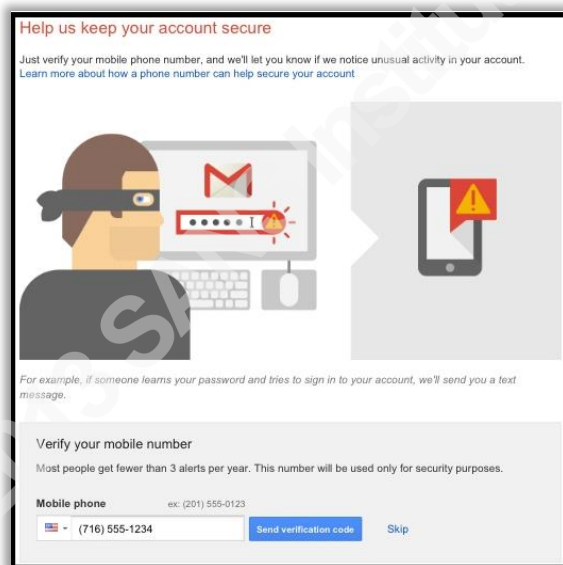 Help us keep your account secure
Just verify your mobile phone number, and we'll let you know if we notice unusual activity in your account.
Learn more about how a phone number can help secure your account
For example, if someone learns your password and tries to sign in to your account, we'll send you a text
message.
Verify your mobile number
Most people get fewer than 3 alerts per year. This number will be used only for security purposes.
Mobile phone ex: (201) 555-0123
(716) 555-1234 Send verification code Skip